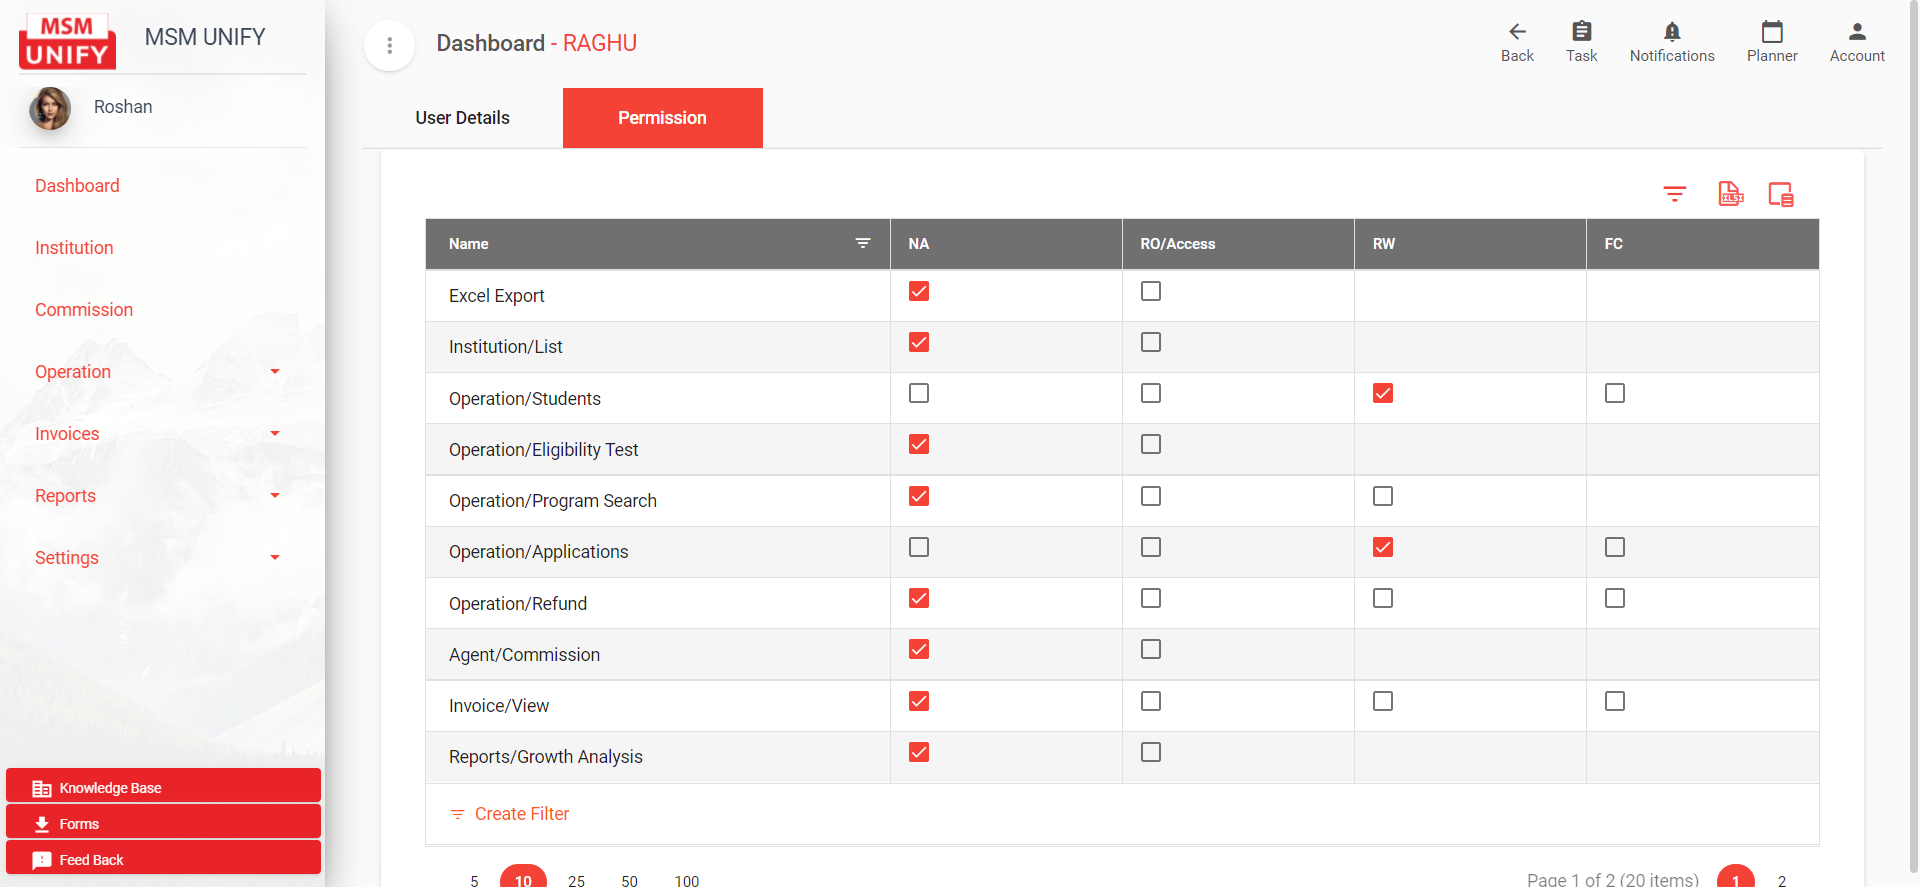 MSM
UNIFY
MSM UNIFY
Roshan
Dashboard
Institution
Commission
Operation
Invoices
Reports
Settings
Knowledge Base
Forms
Feed Back
Dashboard - RAGHU
Back
Task
Notifications
Planner
Account
User Details
Permission
XLSX
Name NA RO/Access RW FC
Excel Export
Institution/List
Operation/Students
Operation/Eligibility Test
Operation/Program Search
Operation/Applications
Operation/Refund
Agent/Commission
Invoice/View
Reports/Growth Analysis
Create Filter
5 10 25 50 100
Page 1 of 2 (20 items) 1 2